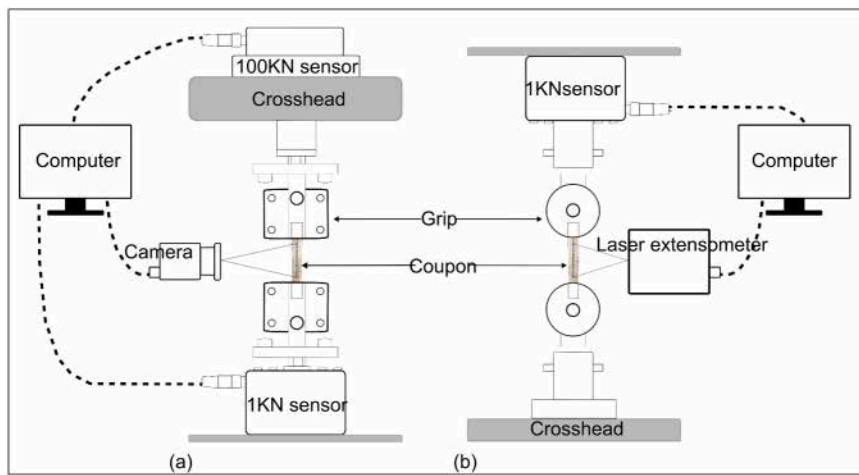 100KN sensor
Crosshead
Computer
Camera
1KN sensor
(a)
Grip
Coupon
1KNsensor
Computer
Laser extensometer
Crosshead
(b)